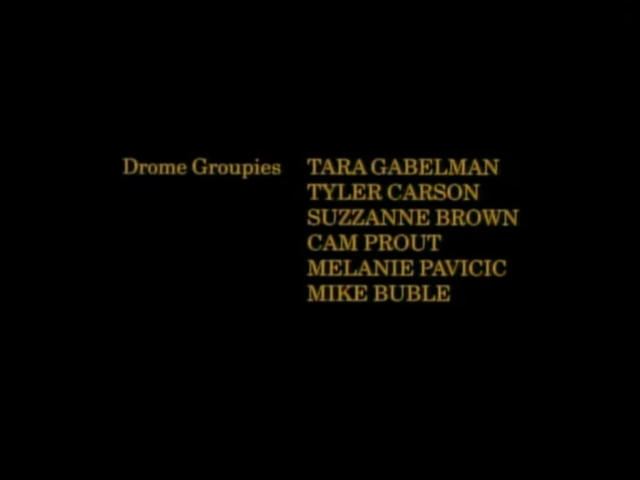 Drome Groupies TARA GABELMAN
TYLER CARSON
SUZZANNE BROWN
CAM PROUT
MELANIE PAVICIC
MIKE BUBLE